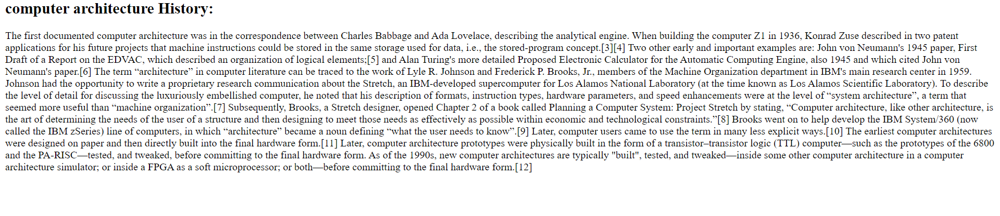 computer architecture History:
The first documented computer architecture was in the correspondence between Charles Babbage and Ada Lovelace, describing the analytical engine. When building the computer Z1 in 1936, Konrad Zuse described in two patent
applications for his future projects that machine instructions could be stored in the same storage used for data, i.e., the stored-program concept.[3][4] Two other early and important examples are: John von Neumann's 1945 paper, First
Draft of a Report on the EDVAC, which described an organization of logical elements;[5] and Alan Turing's more detailed Proposed Electronic Calculator for the Automatic Computing Engine, also 1945 and which cited John von
Neumann's paper.[6] The term “architecture” in computer literature can be traced to the work of Lyle R. Johnson and Frederick P. Brooks, Jr., members of the Machine Organization department in IBM's main research center in 1959.
Johnson had the opportunity to write a proprietary research communication about the Stretch, an IBM-developed supercomputer for Los Alamos National Laboratory (at the time known as Los Alamos Scientific Laboratory). To describe
the level of detail for discussing the luxuriously embellished computer, he noted that his description of formats, instruction types, hardware parameters, and speed enhancements were at the level of “system architecture”, a term that
seemed more useful than “machine organization”.[7] Subsequently, Brooks, a Stretch designer, opened Chapter 2 of a book called Planning a Computer System: Project Stretch by stating, “Computer architecture, like other architecture, is
the art of determining the needs of the user of a structure and then designing to meet those needs as effectively as possible within economic and technological constraints.”[8] Brooks went on to help develop the IBM System/360 (now
called the IBM zSeries) line of computers, in which “architecture” became a noun defining “what the user needs to know”.[9] Later, computer users came to use the term in many less explicit ways.[10] The earliest computer architectures
were designed on paper and then directly built into the final hardware form.[11] Later, computer architecture prototypes were physically built in the form of a transistor–transistor logic (TTL) computer—such as the prototypes of the 6800
and the PA-RISC—tested, and tweaked, before committing to the final hardware form. As of the 1990s, new computer architectures are typically "built", tested, and tweaked—inside some other computer architecture in a computer
architecture simulator; or inside a FPGA as a soft microprocessor; or both—before committing to the final hardware form.[12]